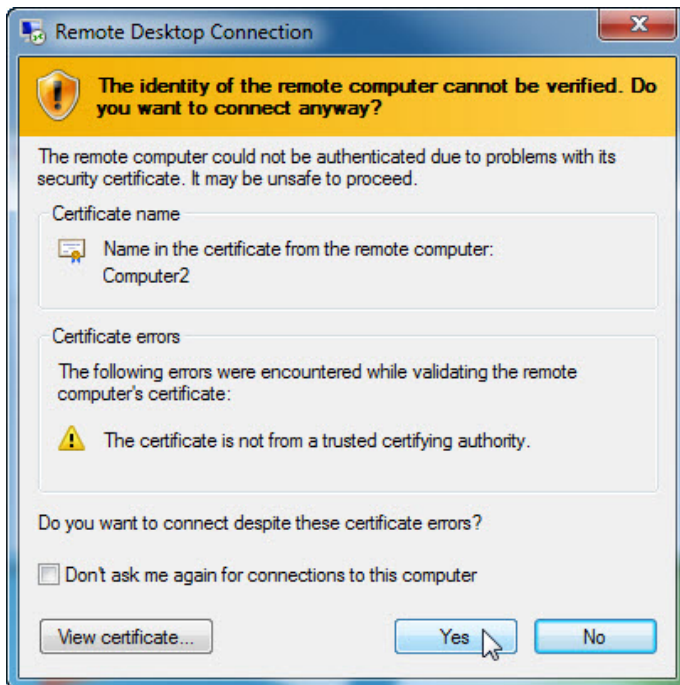 Remote Desktop Connection
The identity of the remote computer cannot be verified. Do
you want to connect anyway?
The remote computer could not be authenticated due to problems with its
security certificate. It may be unsafe to proceed.
Certificate name
Name in the certificate from the remote computer:
Computer2
Certificate errors
The following errors were encountered while validating the remote
computer's certificate:
The certificate is not from a trusted certifying authority.
Do you want to connect despite these certificate errors?
Don't ask me again for connections to this computer
View certificate... Yes No